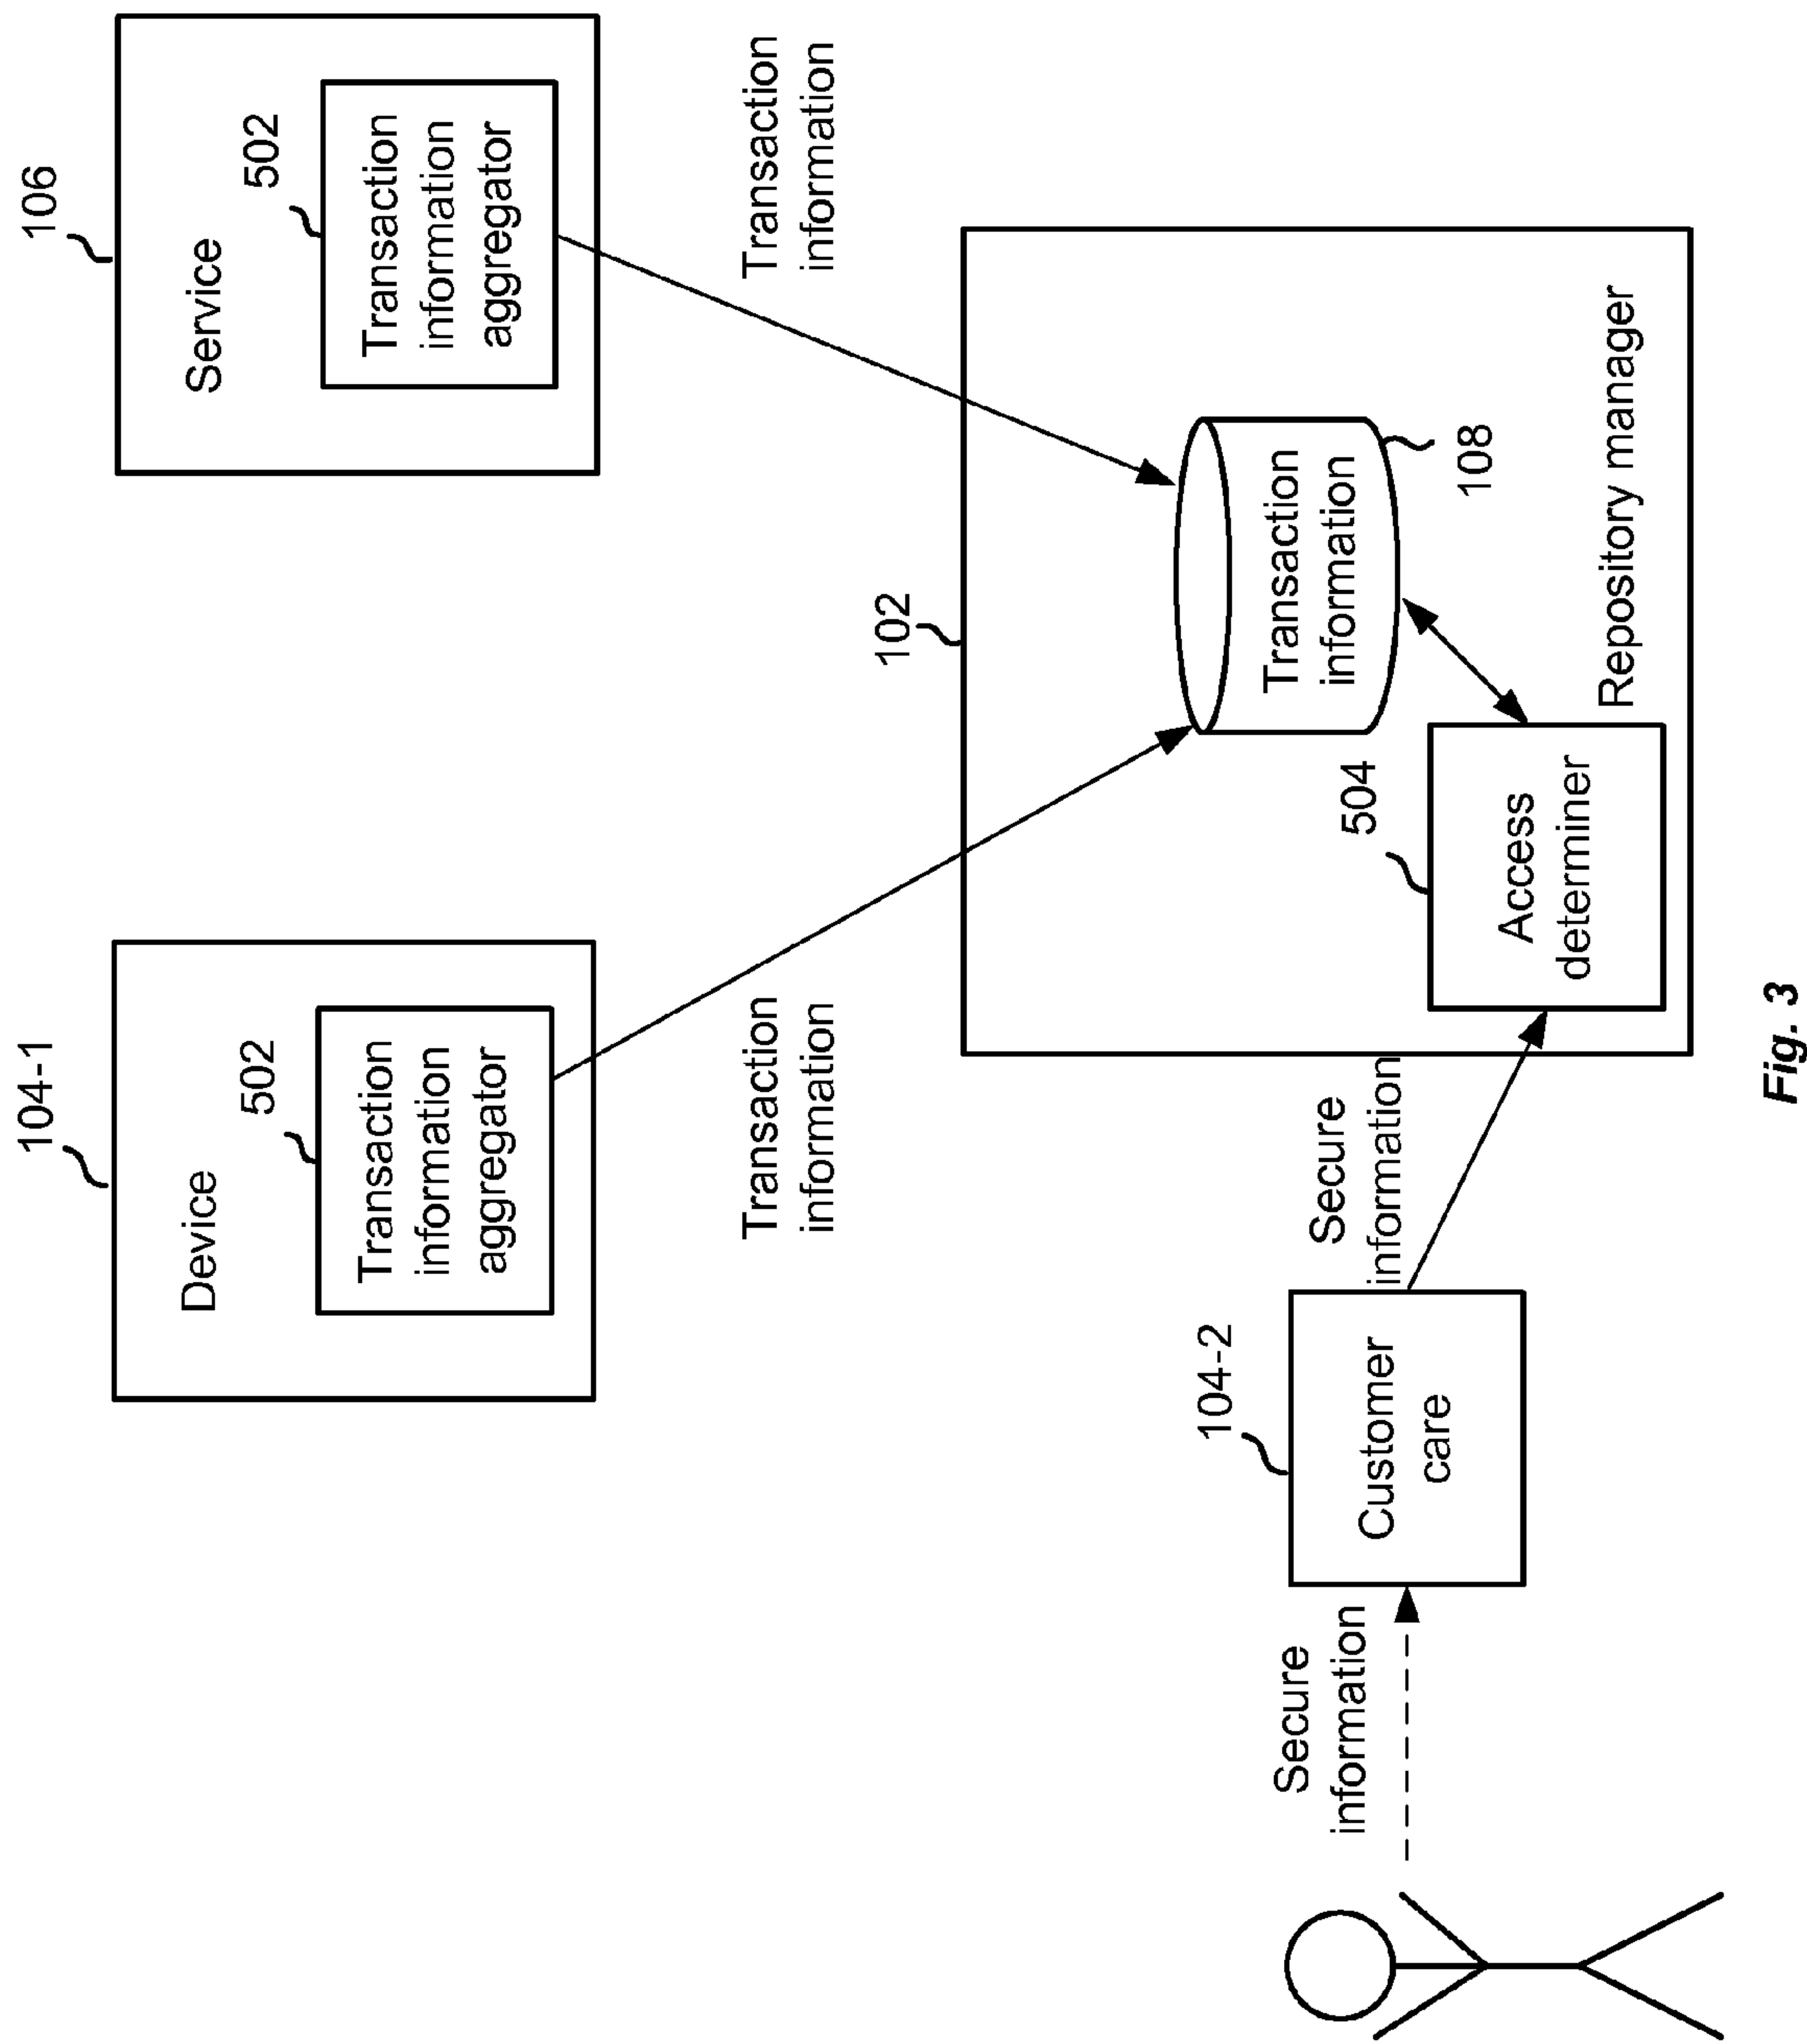 104-1
Device
502
Transaction
information
aggregator
106
Service
502
Transaction
information
aggregator
Transaction
information
Transaction
information
102
Transaction
information
108
504
Access
determiner
Repository manager
Secure
information
104-2
Customer
care
Secure
information
Fig. 3